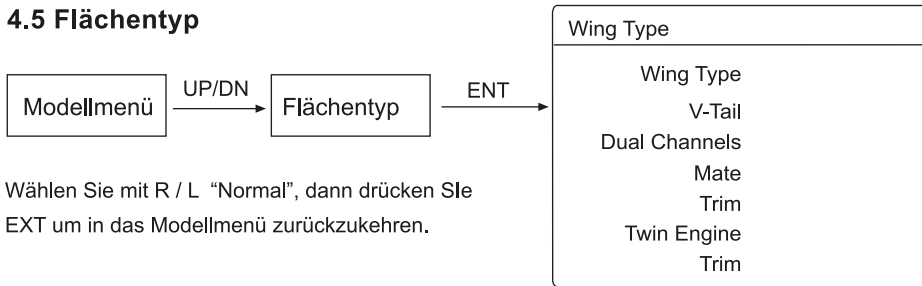 4.5 Flächentyp
Modellmenü
UP/DN
Flächentyp
ENT
Wählen Sie mit R / L “Normal”, dann drücken SIe
EXT um in das Modellmenü zurückzukehren.
Wing Type
Wing Type
V-Tail
Dual Channels
Mate
Trim
Twin Engine
Trim